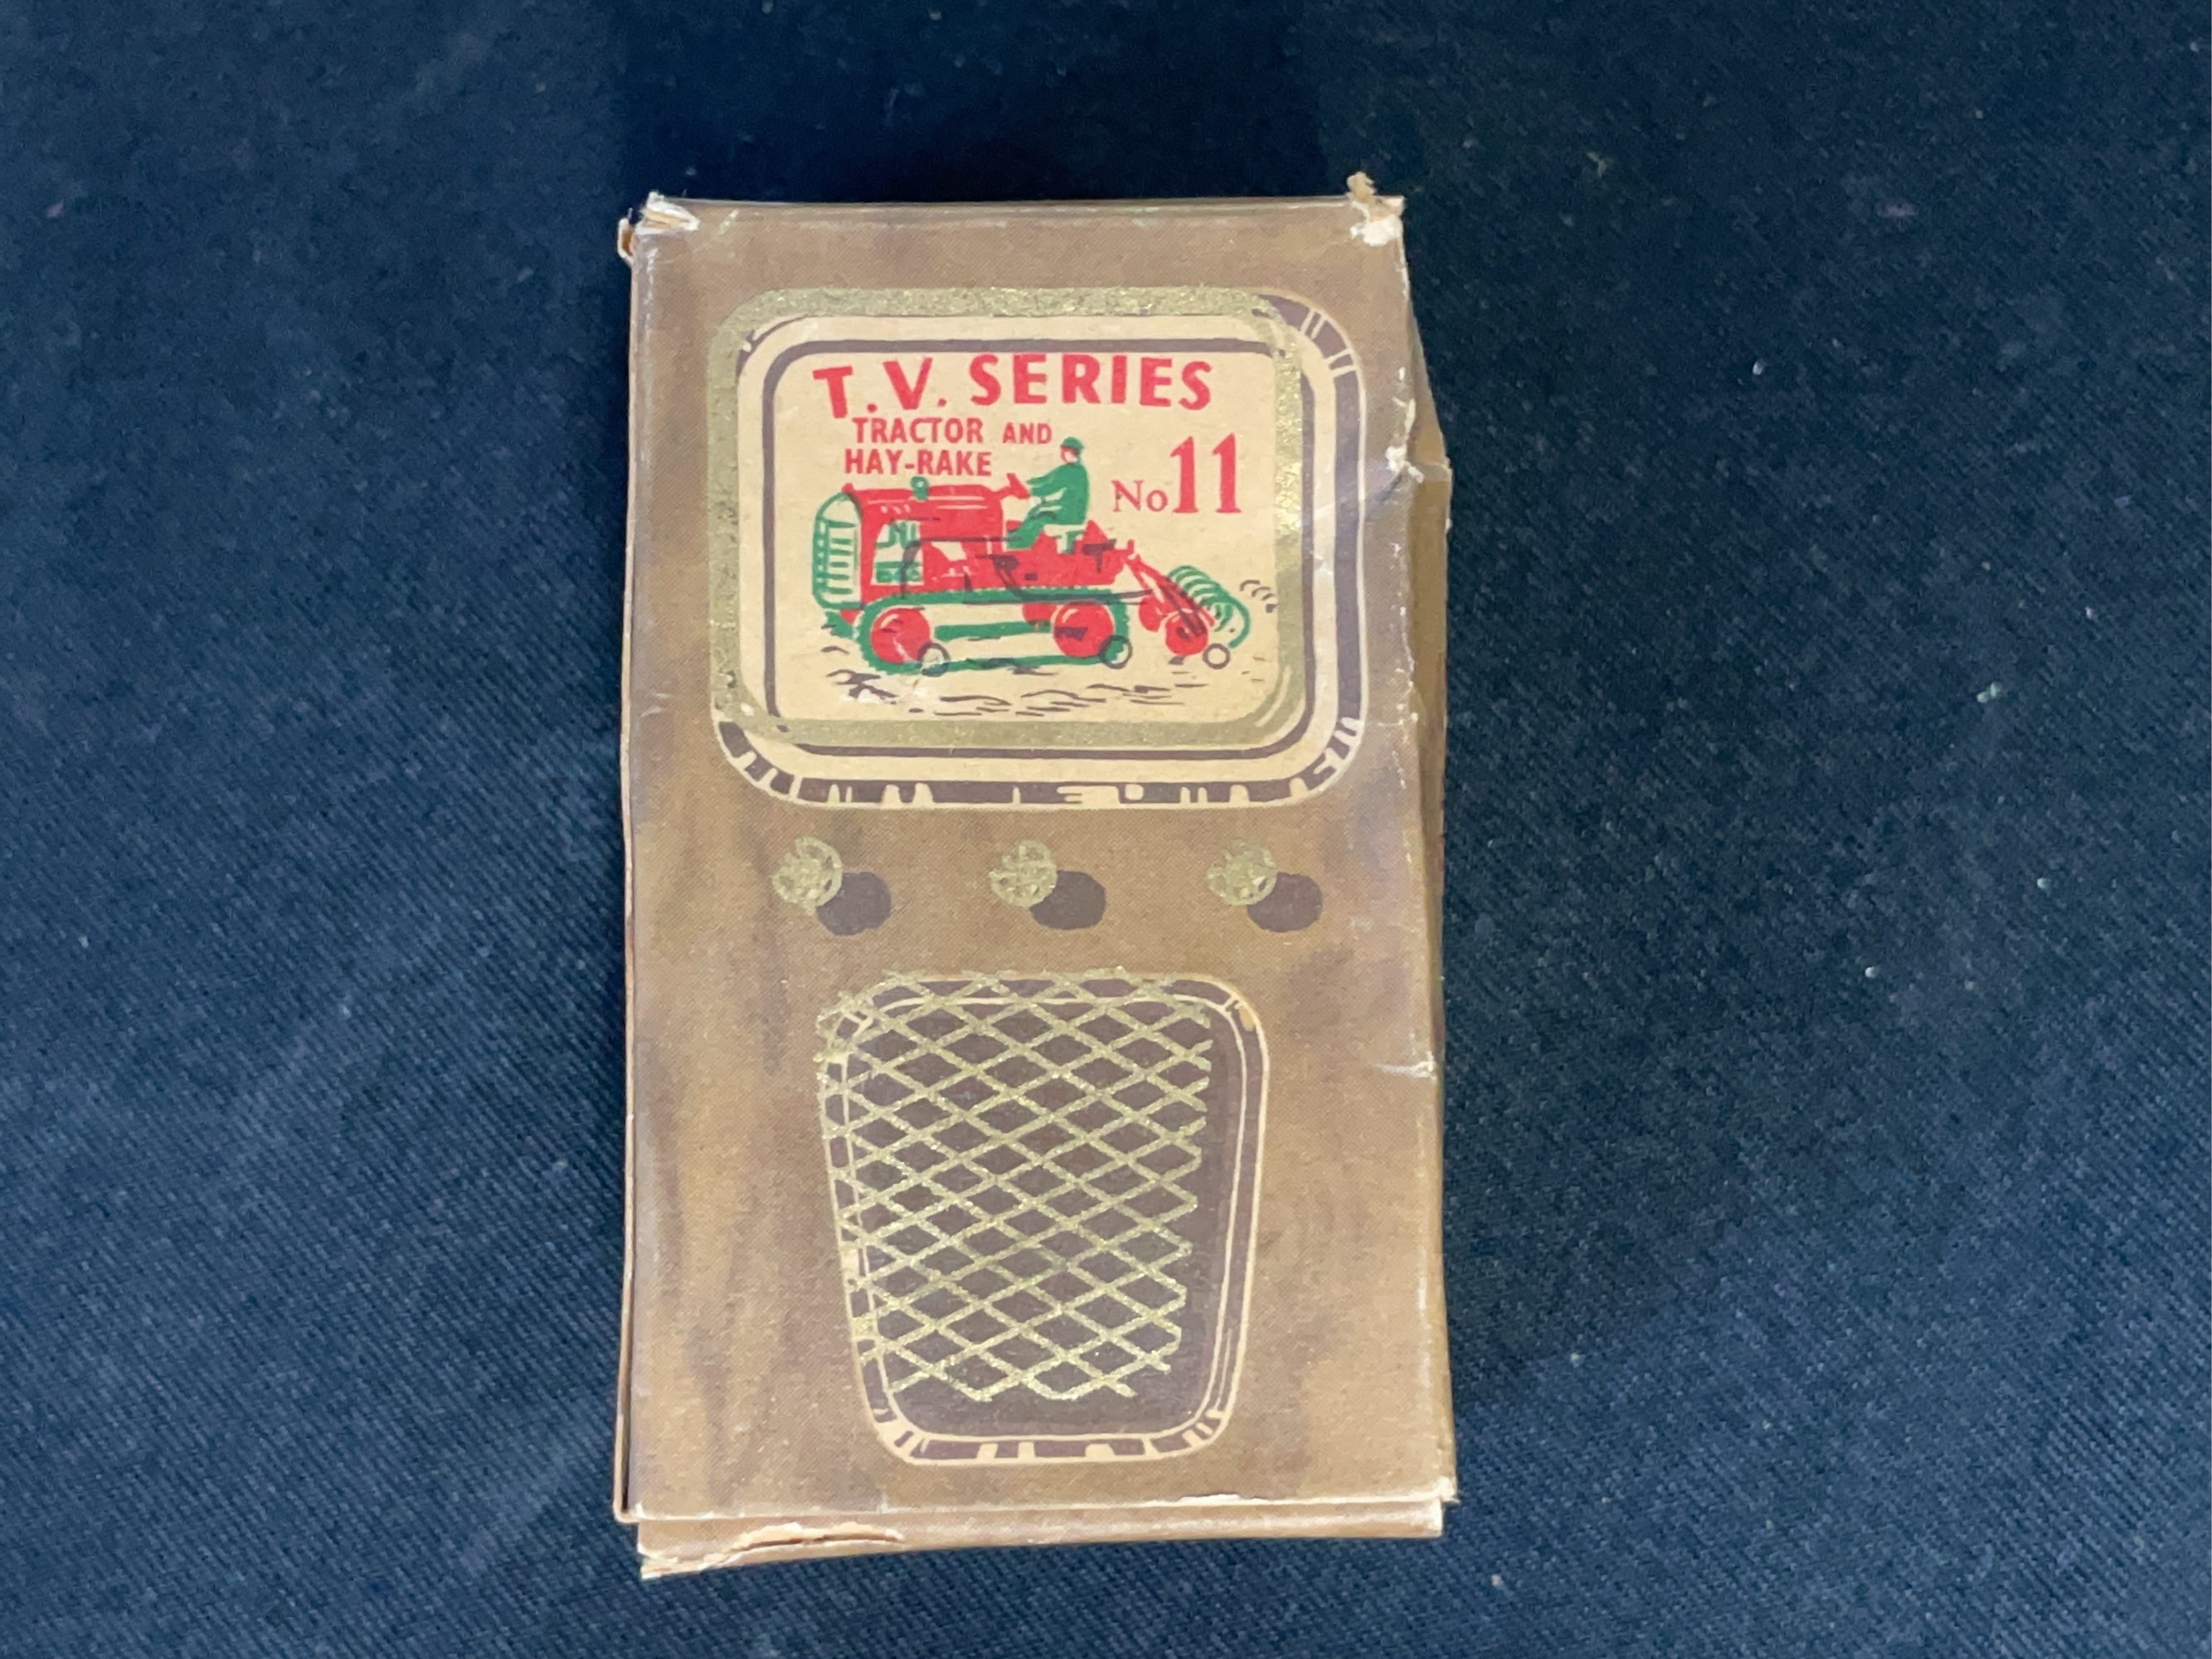 T.V. SERIES
TRACTOR AND
HAY-RAKE
No 11